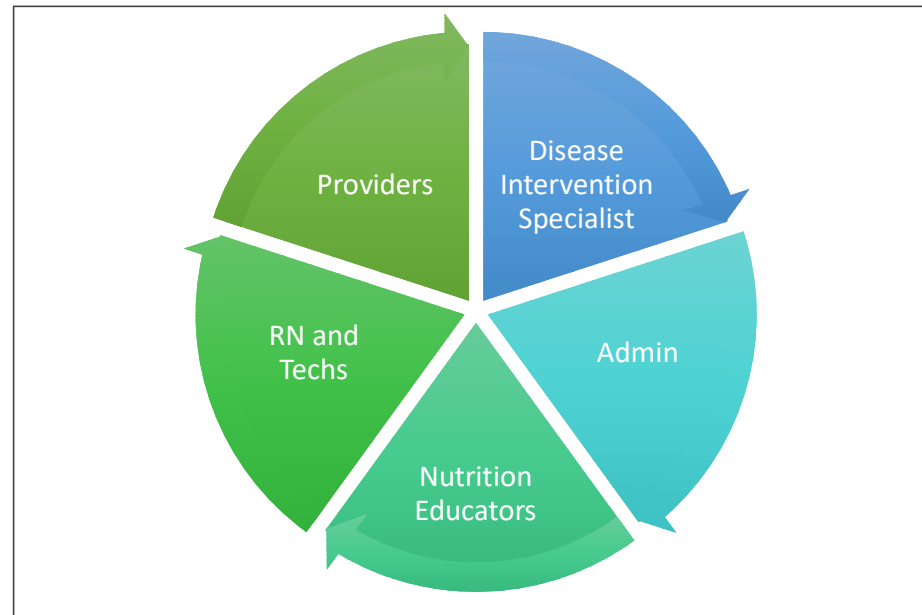 Providers
Disease
Intervention
Specialist
RN and
Techs
Admin
Nutrition
Educators